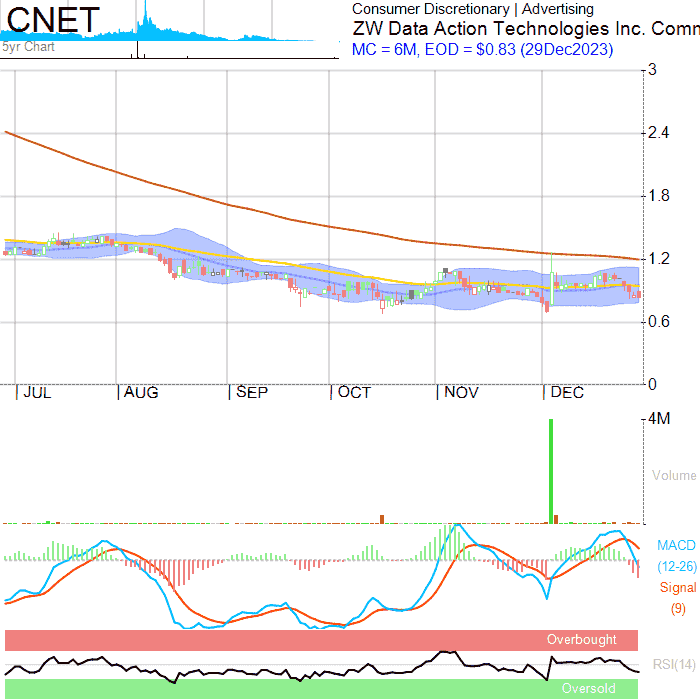 CNET
5yr Chart
Consumer Discretionary | Advertising
ZW Data Action Technologies Inc. Comm
MC = 6M, EOD = $0.83 (29Dec2023)
3
2.4
1.8
1.2
0.6
0
JUL AUG SEP OCT NOV DEC
4M
Volume
MACD
(12-26)
Signal
(9)
Overbought
RSI(14)
Oversold